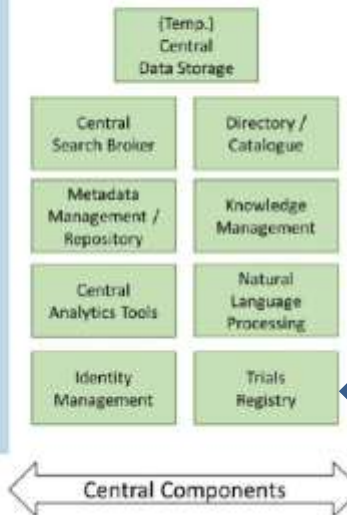 (Temp.)
Central
Data Storage
Central
Search Broker
Directory /
Catalogue
Metadata
Management /
Repository
Knowledge
Management
Central
Analytics Tools
Natural
Language
Processing
Identity
Management
Trials
Registry
Central Components